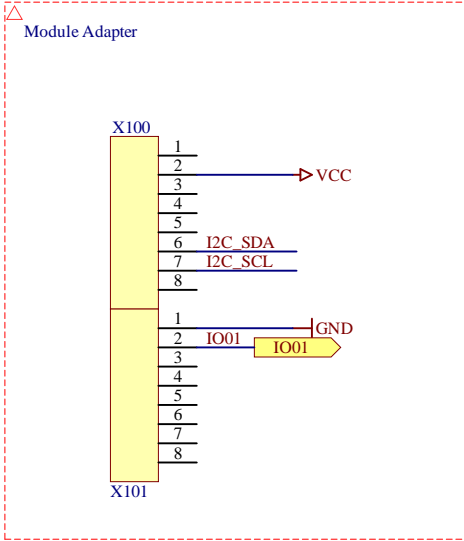 Module Adapter
X100
1
2
VCC
3
4
5
6 I2C_SDA
7 I2C_SCL
8
1
GND
2 IO01 IO01
3
4
5
6
7
8
X101